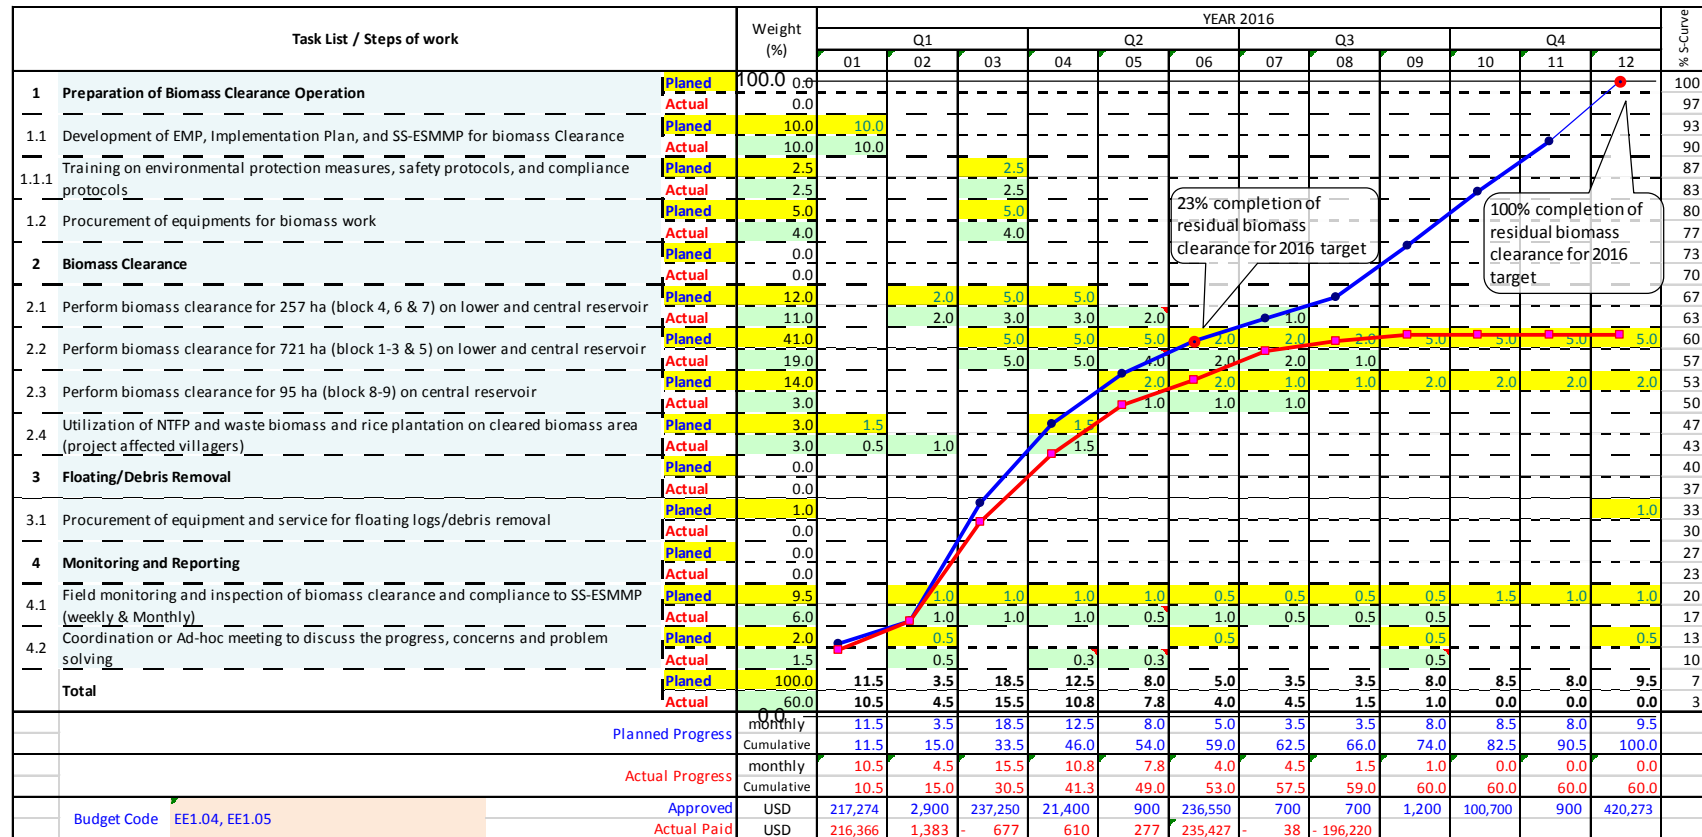 Task List / Steps of work Weight (%) YEAR 2016 % S-Curve
Q1 Q2 Q3 Q4
01 02 03 04 05 06 07 08 09 10 11 12
1 Preparation of Biomass Clearance Operation Planed 100.0 0.0 100
Actual 0.0 97
1.1 Development of EMP, Implementation Plan, and SS-ESMMP for biomass Clearance Planed 10.0 10.0 93
Actual 10.0 10.0 90
1.1.1 Training on environmental protection measures, safety protocols, and compliance protocols Planed 2.5 2.5 87
Actual 2.5 2.5 83
1.2 Procurement of equipments for biomass work Planed 5.0 5.0 80
Actual 4.0 4.0 77
23% completion of
residual biomass
clearance for 2016 target
100% completion of
residual biomass
clearance for 2016
target
2 Biomass Clearance Planed 0.0 73
Actual 0.0 70
2.1 Perform biomass clearance for 257 ha (block 4, 6 & 7) on lower and central reservoir Planed 12.0 2.0 5.0 5.0 67
Actual 11.0 2.0 3.0 3.0 2.0 1.0 63
2.2 Perform biomass clearance for 721 ha (block 1-3 & 5) on lower and central reservoir Planed 41.0 5.0 5.0 5.0 2.0 2.0 2.0 5.0 5.0 5.0 5.0 60
Actual 19.0 5.0 5.0 4.0 2.0 2.0 1.0 57
2.3 Perform biomass clearance for 95 ha (block 8-9) on central reservoir Planed 14.0 2.0 2.0 1.0 1.0 2.0 2.0 2.0 2.0 53
Actual 3.0 1.0 1.0 1.0 50
2.4 Utilization of NTFP and waste biomass and rice plantation on cleared biomass area (project affected villagers) Planed 3.0 1.5 1.5 47
Actual 3.0 0.5 1.0 1.5 43
3 Floating/Debris Removal Planed 0.0 40
Actual 0.0 37
3.1 Procurement of equipment and service for floating logs/debris removal Planed 1.0 1.0 33
Actual 0.0 30
4 Monitoring and Reporting Planed 0.0 27
Actual 0.0 23
4.1 Field monitoring and inspection of biomass clearance and compliance to SS-ESMMP (weekly & Monthly) Planed 9.5 1.0 1.0 1.0 1.0 0.5 0.5 0.5 0.5 1.5 1.0 1.0 20
Actual 6.0 1.0 1.0 1.0 0.5 1.0 0.5 0.5 0.5 17
4.2 Coordination or Ad-hoc meeting to discuss the progress, concerns and problem solving Planed 2.0 0.5 0.5 0.5 0.5 13
Actual 1.5 0.5 0.3 0.3 0.5 10
Total Planed 100.0 11.5 3.5 18.5 12.5 8.0 5.0 3.5 3.5 8.0 8.5 8.0 9.5 7
Actual 60.0 10.5 4.5 15.5 10.8 7.8 4.0 4.5 1.5 1.0 0.0 0.0 0.0 3
0.0
Planned Progress monthly 11.5 3.5 18.5 12.5 8.0 5.0 3.5 3.5 8.0 8.5 8.0 9.5
Cumulative 11.5 15.0 33.5 46.0 54.0 59.0 62.5 66.0 74.0 82.5 90.5 100.0
Actual Progress monthly 10.5 4.5 15.5 10.8 7.8 4.0 4.5 1.5 1.0 0.0 0.0 0.0
Cumulative 10.5 15.0 30.5 41.3 49.0 53.0 57.5 59.0 60.0 60.0 60.0 60.0
Budget Code EE1.04, EE1.05 Approved USD 217,274 2,900 237,250 21,400 900 236,550 700 700 1,200 100,700 900 420,273
Actual Paid USD 216,366 1,383 - 677 610 277 235,427 - 38 - 196,220